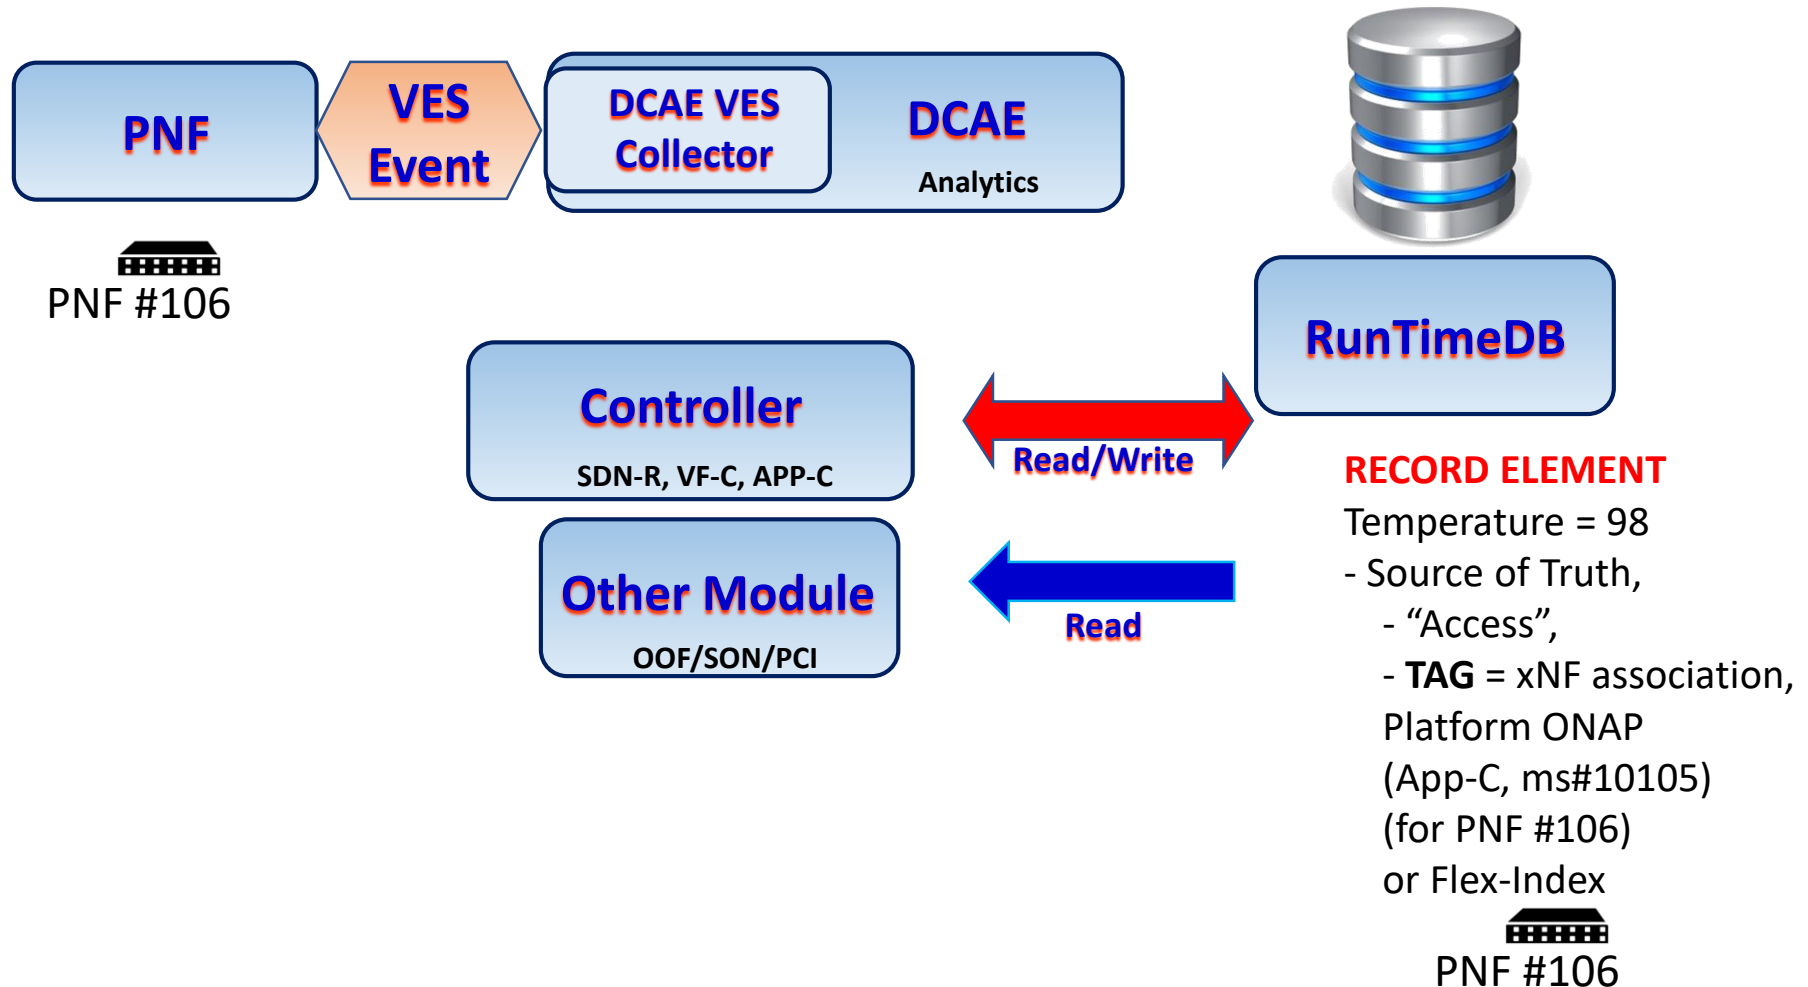 PNF
VES
Event
DCAE VES
Collector
DCAE
Analytics
PNF #106
RunTimeDB
Controller
SDN-R, VF-C, APP-C
Read/Write
Other Module
OOF/SON/PCI
Read
RECORD ELEMENT
Temperature = 98
- Source of Truth,
- “Access”,
- TAG = xNF association,
Platform ONAP
(App-C, ms#10105)
(for PNF #106)
or Flex-Index
PNF #106